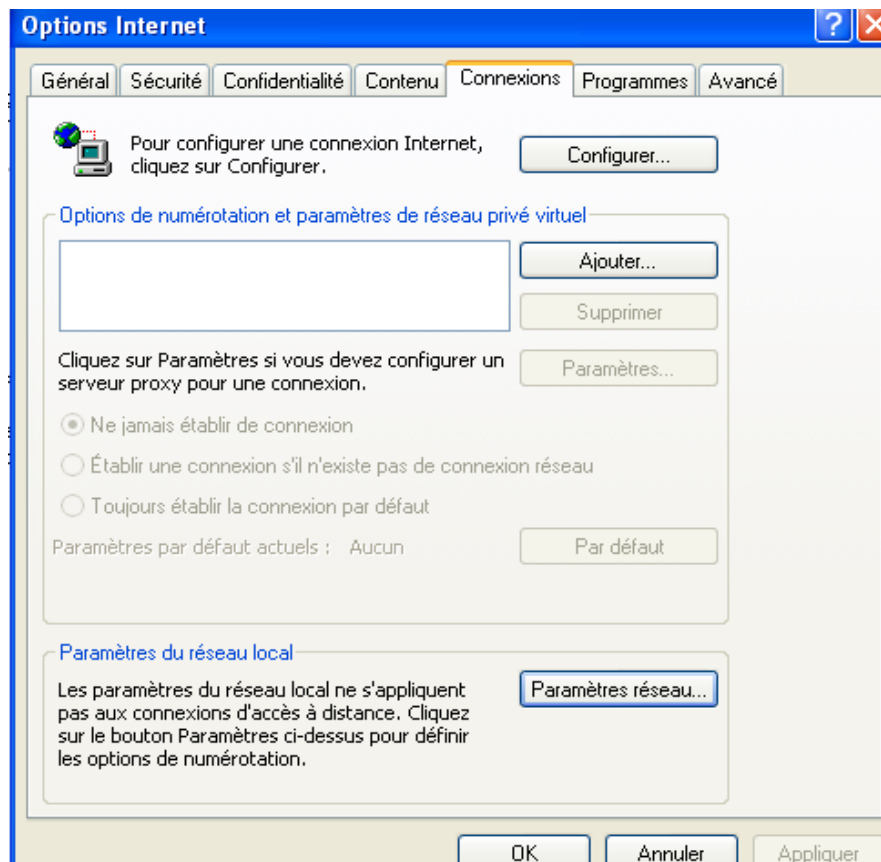 Options Internet
?
Général Sécurité Confidentialité Contenu Connexions Programmes Avancé
Pour configurer une connexion Internet,
cliquez sur Configurer.
Configurer...
Options de numérotation et paramètres de réseau privé virtuel
Ajouter...
Supprimer
Cliquez sur Paramètres si vous devez configurer un
serveur proxy pour une connexion.
Paramètres...
Ne jamais établir de connexion
Établir une connexion s'il n'existe pas de connexion réseau
Toujours établir la connexion par défaut
Paramètres par défaut actuels : Aucun
Par défaut
Paramètres du réseau local
Les paramètres du réseau local ne s'appliquent
pas aux connexions d'accès à distance. Cliquez
sur le bouton Paramètres ci-dessus pour définir
les options de numérotation.
Paramètres réseau...
OK Annuler Appliquer